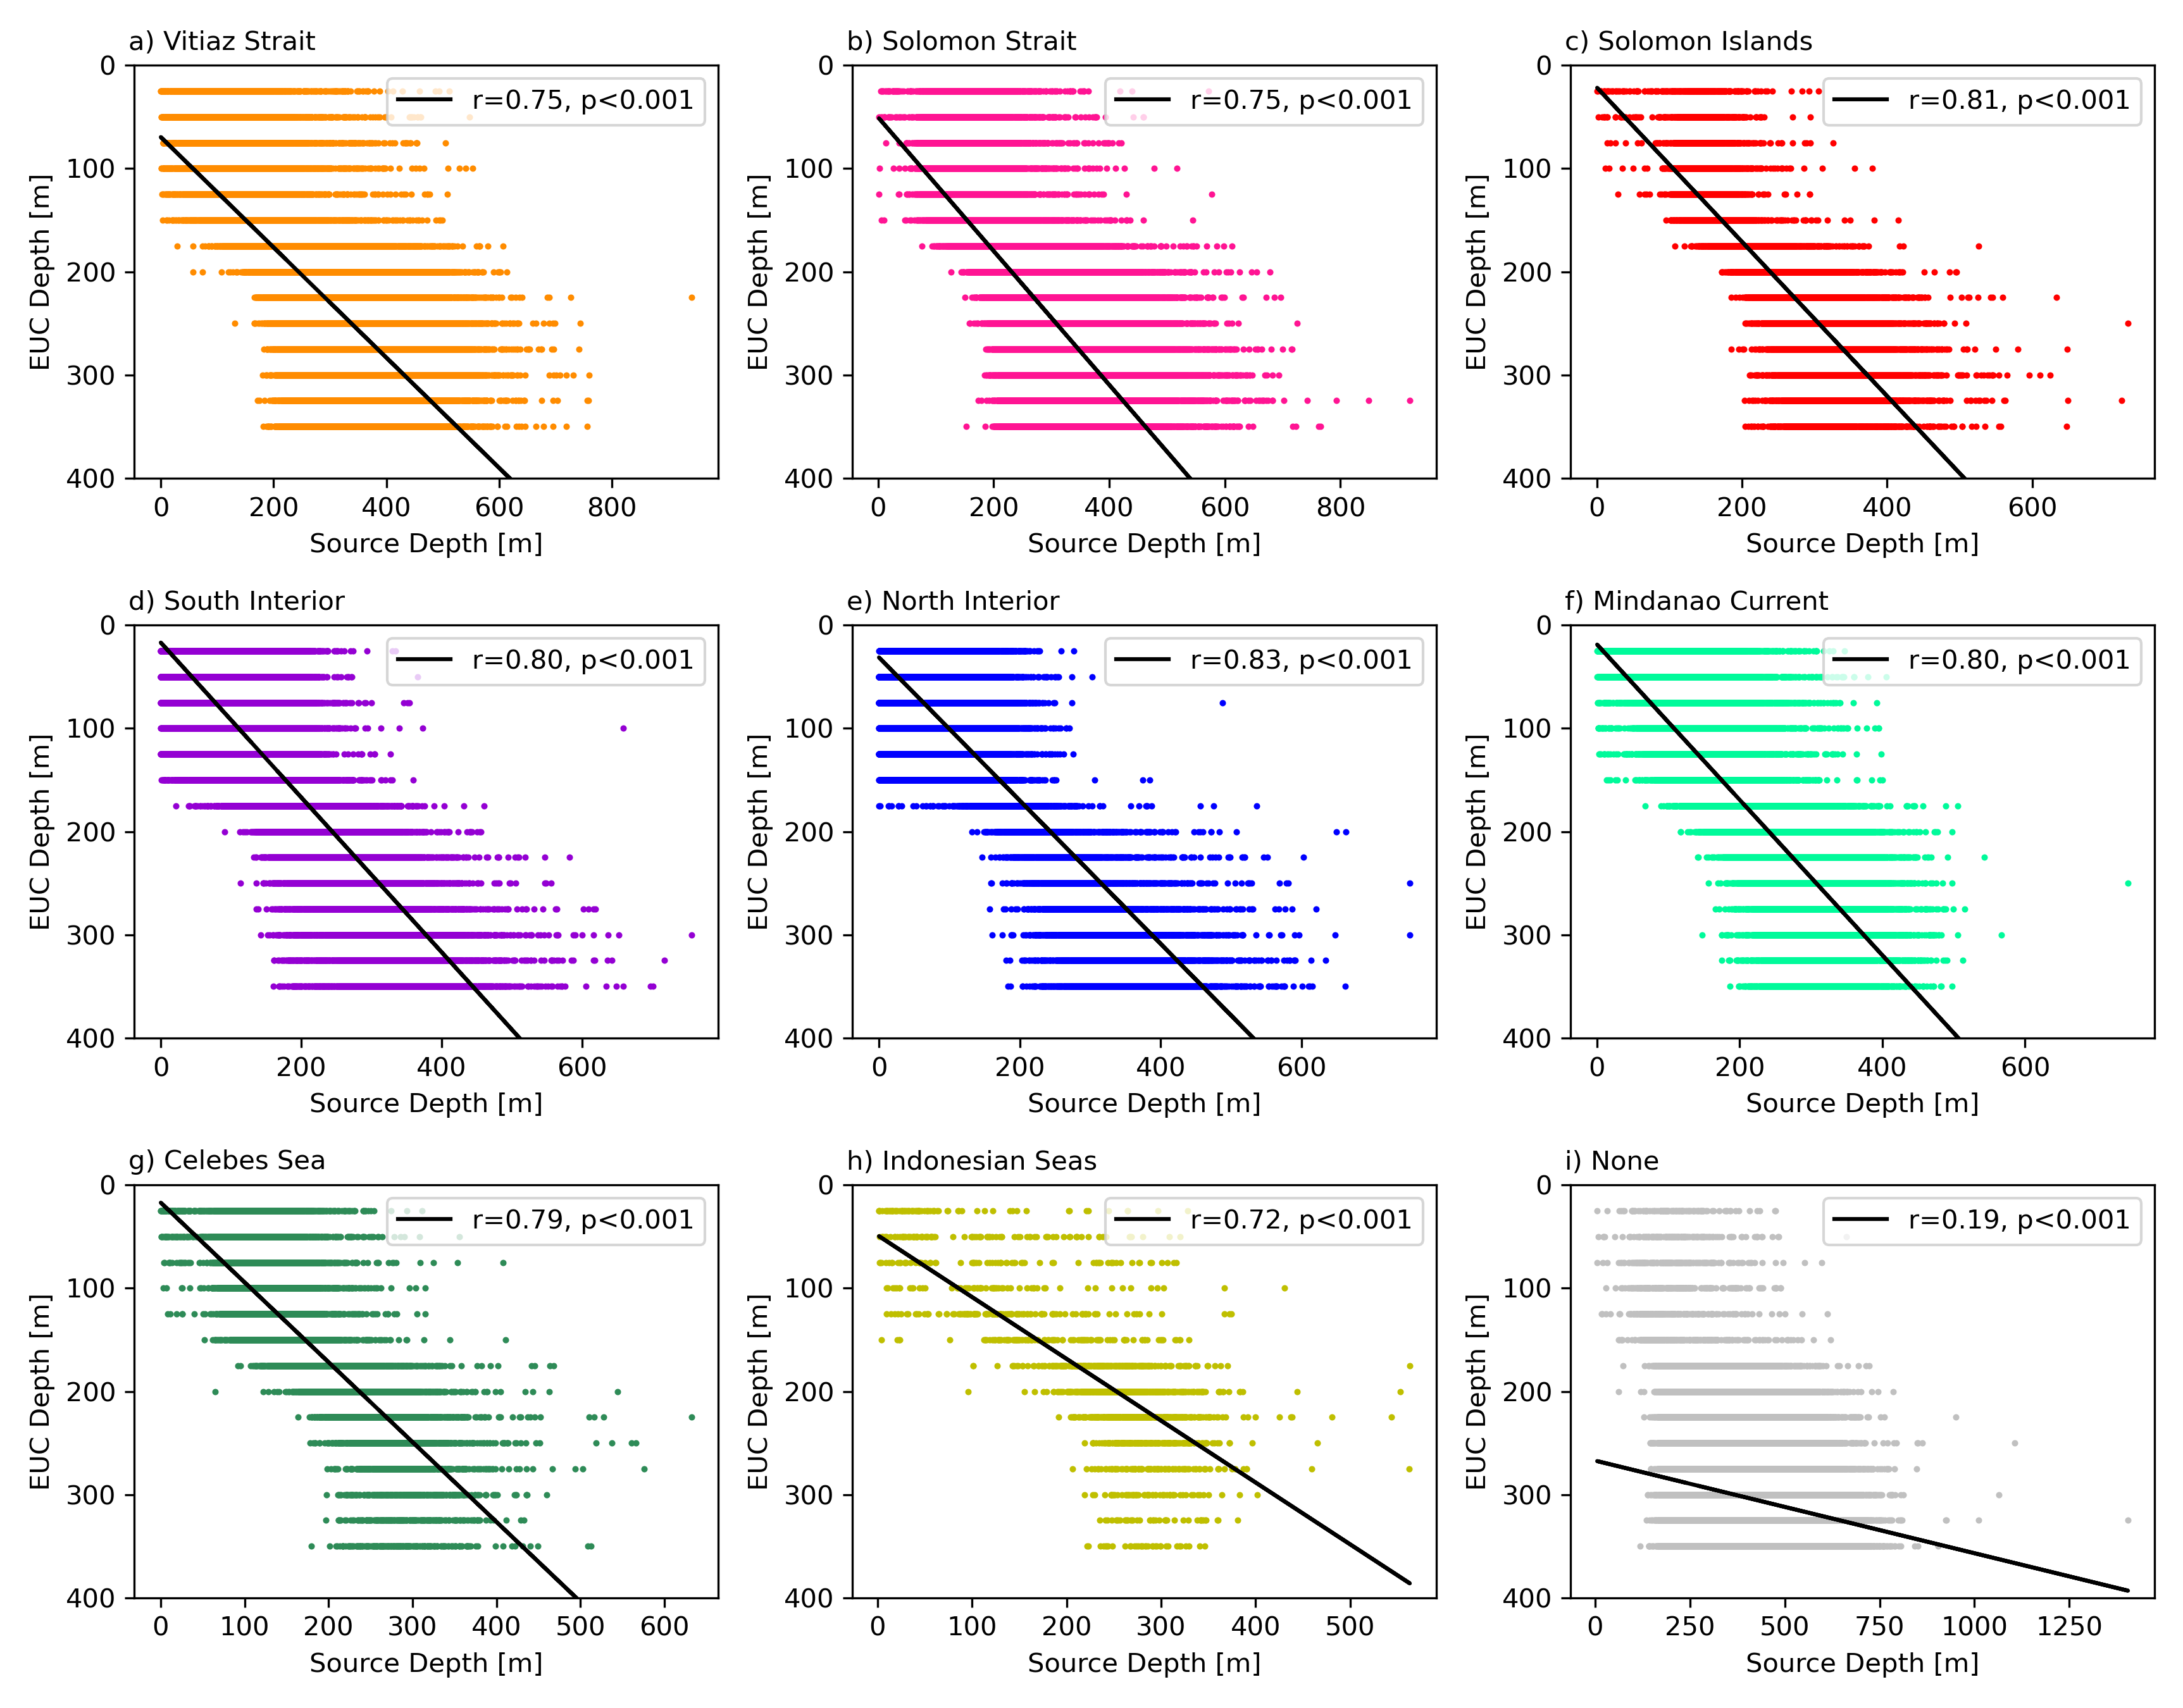 a) Vitiaz Strait
0
100
200
300
400
EUC Depth [m]
r=0.75, p<0.001
0 200 400 600 800
Source Depth [m]
b) Solomon Strait
0
100
200
300
400
EUC Depth [m]
r=0.75, p<0.001
0 200 400 600 800
Source Depth [m]
c) Solomon Islands
0
100
200
300
400
EUC Depth [m]
r=0.81, p<0.001
0 200 400 600
Source Depth [m]
d) South Interior
0
100
200
300
400
EUC Depth [m]
r=0.80, p<0.001
0 200 400 600
Source Depth [m]
e) North Interior
0
100
200
300
400
EUC Depth [m]
r=0.83, p<0.001
0 200 400 600
Source Depth [m]
f) Mindanao Current
0
100
200
300
400
EUC Depth [m]
r=0.80, p<0.001
0 200 400 600
Source Depth [m]
g) Celebes Sea
0
100
200
300
400
EUC Depth [m]
r=0.79, p<0.001
0 100 200 300 400 500 600
Source Depth [m]
h) Indonesian Seas
0
100
200
300
400
EUC Depth [m]
r=0.72, p<0.001
0 100 200 300 400 500
Source Depth [m]
i) None
0
100
200
300
400
EUC Depth [m]
r=0.19, p<0.001
0 250 500 750 1000 1250
Source Depth [m]